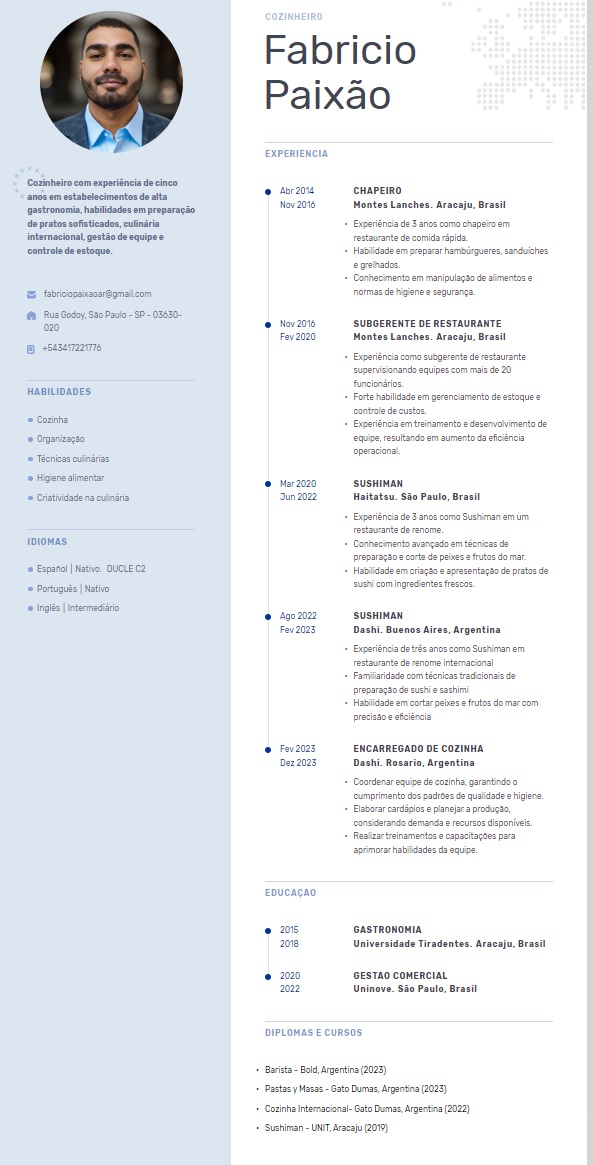 Cozinheiro com experiência de cinco
anos em estabelecimentos de alta
gastronomia, habilidades em preparação
de pratos sofisticados, culinária
internacional, gestão de equipe e
controle de estoque.
fabriciopaixaoar@gmail.com
Rua Godoy, São Paulo - SP - 03630-
020
+543417221776
HABILIDADES
Cozinha
Organização
Técnicas culinárias
Higiene alimentar
Criatividade na culinária
IDIOMAS
Español | Nativo. DUCLE C2
Português | Nativo
Inglês | Intermediário
COZINHEIRO
Fabricio
Paixão
EXPERIENCIA
Abr 2014
Nov 2016
CHAPEIRO
Montes Lanches. Aracaju, Brasil
• Experiência de 3 anos como chapeiro em
restaurante de comida rápida.
• Habilidade em preparar hambúrgueres, sanduíches
e grelhados.
• Conhecimento em manipulação de alimentos e
normas de higiene e segurança.
Nov 2016
Fev 2020
SUBGERENTE DE RESTAURANTE
Montes Lanches. Aracaju, Brasil
• Experiência como subgerente de restaurante
supervisionando equipes com mais de 20
funcionários.
• Forte habilidade em gerenciamento de estoque e
controle de custos.
• Experiência em treinamento e desenvolvimento de
equipe, resultando em aumento da eficiência
operacional.
Mar 2020
Jun 2022
SUSHIMAN
Haitatsu. São Paulo, Brasil
• Experiência de 3 anos como Sushiman em um
restaurante de renome.
• Conhecimento avançado em técnicas de
preparação e corte de peixes e frutos do mar.
• Habilidade em criação e apresentação de pratos de
sushi com ingredientes frescos.
Ago 2022
Fev 2023
SUSHIMAN
Dashi. Buenos Aires, Argentina
• Experiência de três anos como Sushiman em
restaurante de renome internacional
• Familiaridade com técnicas tradicionais de
preparação de sushi e sashimi
• Habilidade em cortar peixes e frutos do mar com
precisão e eficiência
Fev 2023
Dez 2023
ENCARREGADO DE COZINHA
Dashi. Rosario, Argentina
• Coordenar equipe de cozinha, garantindo o
cumprimento dos padrões de qualidade e higiene.
• Elaborar cardápios e planejar a produção,
considerando demanda e recursos disponíveis.
• Realizar treinamentos e capacitações para
aprimorar habilidades da equipe.
EDUCAÇAO
2015
2018
GASTRONOMIA
Universidade Tiradentes. Aracaju, Brasil
2020
2022
GESTAO COMERCIAL
Uninove. São Paulo, Brasil
DIPLOMAS E CURSOS
• Barista - Bold, Argentina (2023)
• Pastas y Masas - Gato Dumas, Argentina (2023)
• Cozinha Internacional- Gato Dumas, Argentina (2022)
• Sushiman - UNIT, Aracaju (2019)